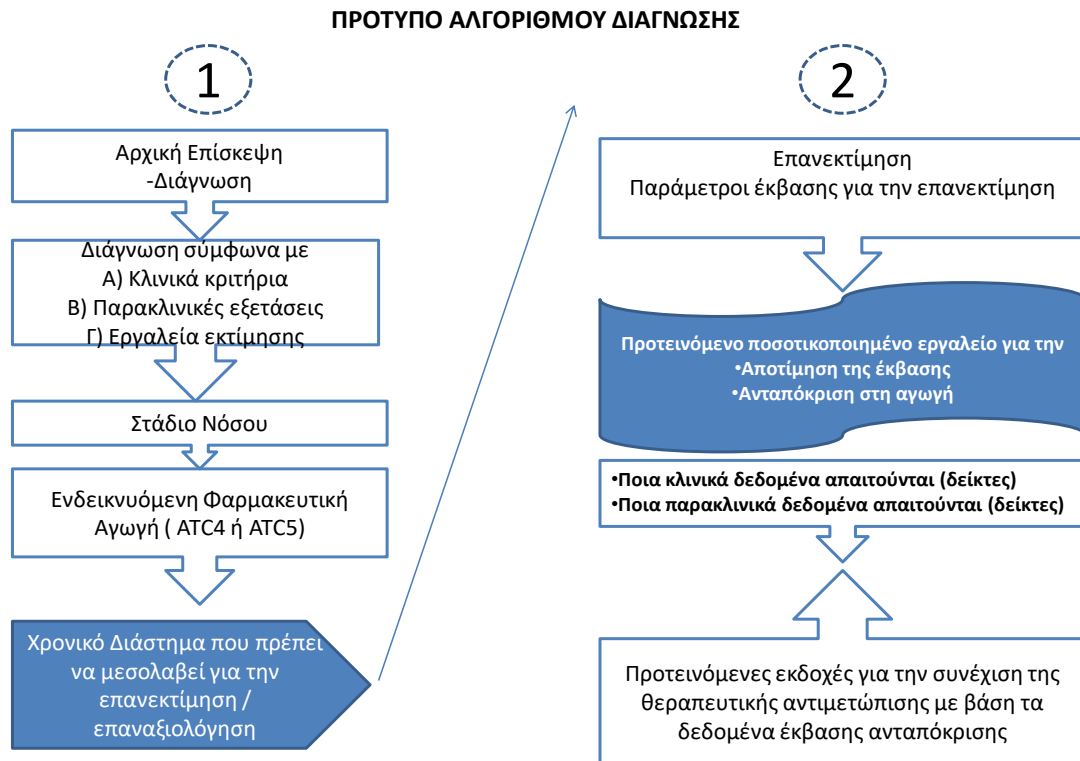 ΠΡΟΤΥΠΟ ΑΛΓΟΡΙΘΜΟΥ ΔΙΑΓΝΩΣΗΣ
1
Αρχική Επίσκεψη
-Διάγνωση
Διάγνωση σύμφωνα με
Α) Κλινικά κριτήρια
Β) Παρακλινικές εξετάσεις
Γ) Εργαλεία εκτίμησης
Στάδιο Νόσου
Ενδεικνυόμενη Φαρμακευτική
Αγωγή ( ATC4 ή ATC5)
Χρονικό Διάστημα που πρέπει
να μεσολαβεί για την
επανεκτίμηση /
επαναξιολόγηση
2
Επανεκτίμηση
Παράμετροι έκβασης για την επανεκτίμηση
Προτεινόμενο ποσοτικοποιημένο εργαλείο για την
•Αποτίμηση της έκβασης
•Ανταπόκριση στη αγωγή
•Ποια κλινικά δεδομένα απαιτούνται (δείκτες)
•Ποια παρακλινικά δεδομένα απαιτούνται (δείκτες)
Προτεινόμενες εκδοχές για την συνέχιση της
θεραπευτικής αντιμετώπισης με βάση τα
δεδομένα έκβασης ανταπόκρισης